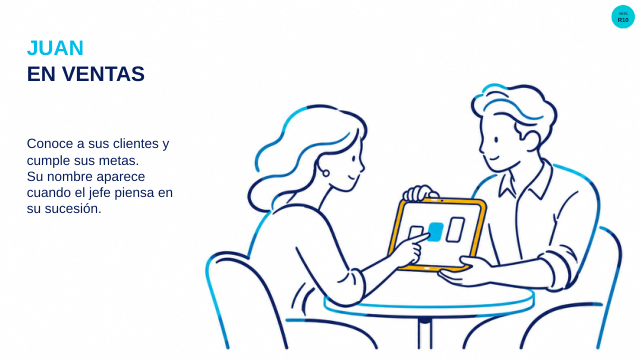 JUAN
EN VENTAS
Conoce a sus clientes y
cumple sus metas.
Su nombre aparece
cuando el jefe piensa en
su sucesión.
R10